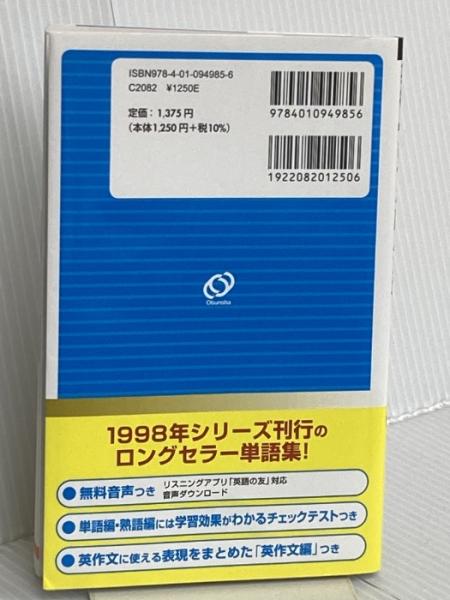 ISBN978-4-01-094985-6
C2082 ¥1250E
定価:1,375円
(本体1,250円+税10%)
9784010949856
1922082012506
Obunsha
1998年シリーズ刊行の
ロングセラー単語集!
無料音声つき リスニングアプリ「英語の友」対応
音声ダウンロード
単語編・熟語編には学習効果がわかるチェックテストつき
英作文に使える表現をまとめた「英作文編」つき